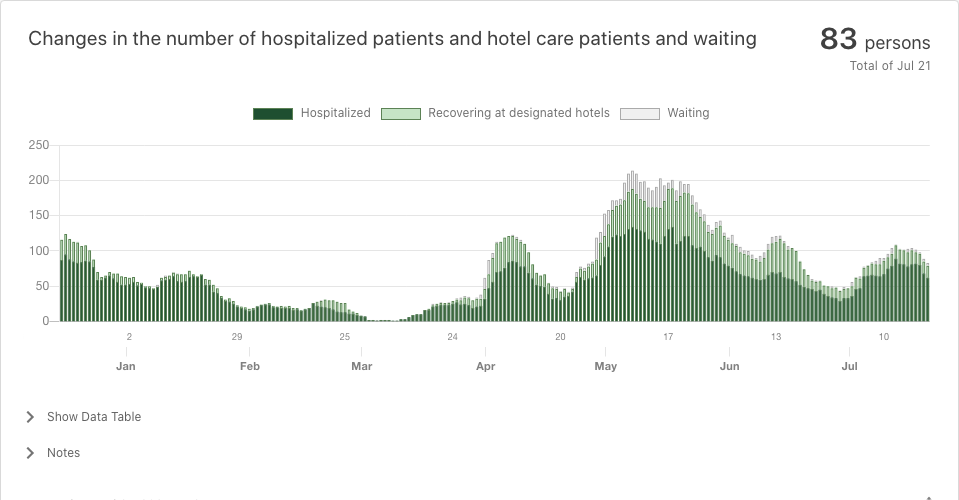 Changes in the number of hospitalized patients and hotel care patients and waiting
83 persons
Total of Jul 21
Hospitalized Recovering at designated hotels Waiting
250
200
150
100
50
0
2 29 25 24 20 17 13 10
Jan Feb Mar Apr May Jun Jul
Show Data Table
Notes